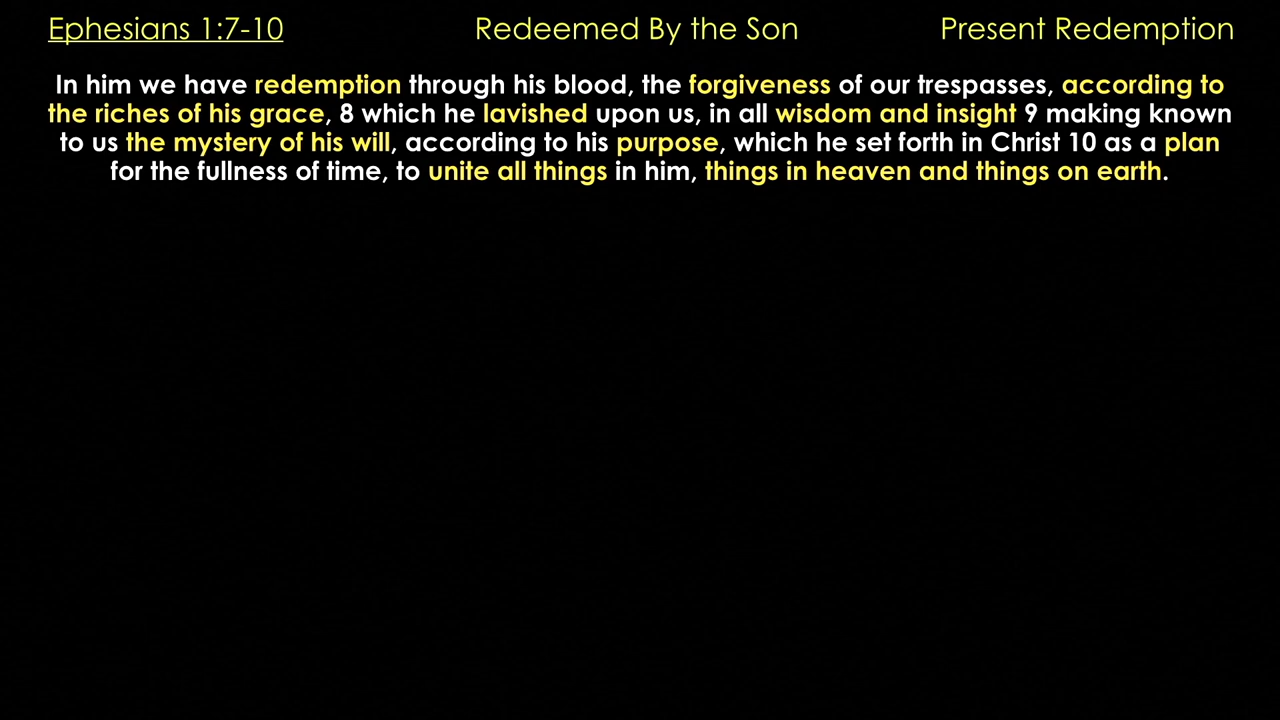 Ephesians 1:7-10 Redeemed By the Son Present Redemption
In him we have redemption through his blood, the forgiveness of our trespasses, according to
the riches of his grace, 8 which he lavished upon us, in all wisdom and insight 9 making known
to us the mystery of his will, according to his purpose, which he set forth in Christ 10 as a plan
for the fullness of time, to unite all things in him, things in heaven and things on earth.